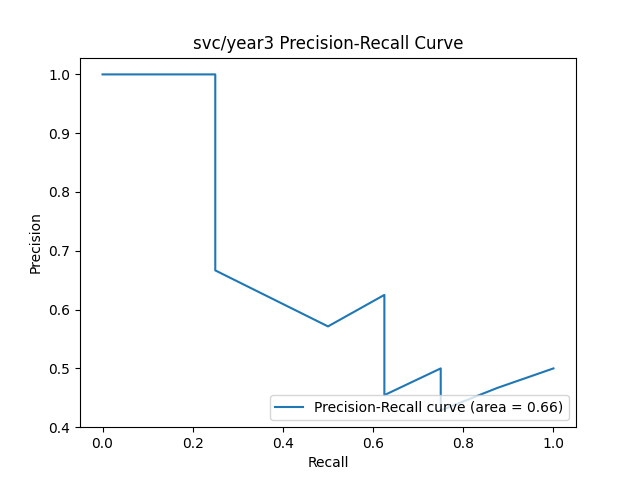 svc/year3 Precision-Recall Curve
1.0
0.9
0.8
0.7
0.6
0.5
0.4
Precision
Precision-Recall curve (area = 0.66)
0.0 0.2 0.4 0.6 0.8 1.0
Recall